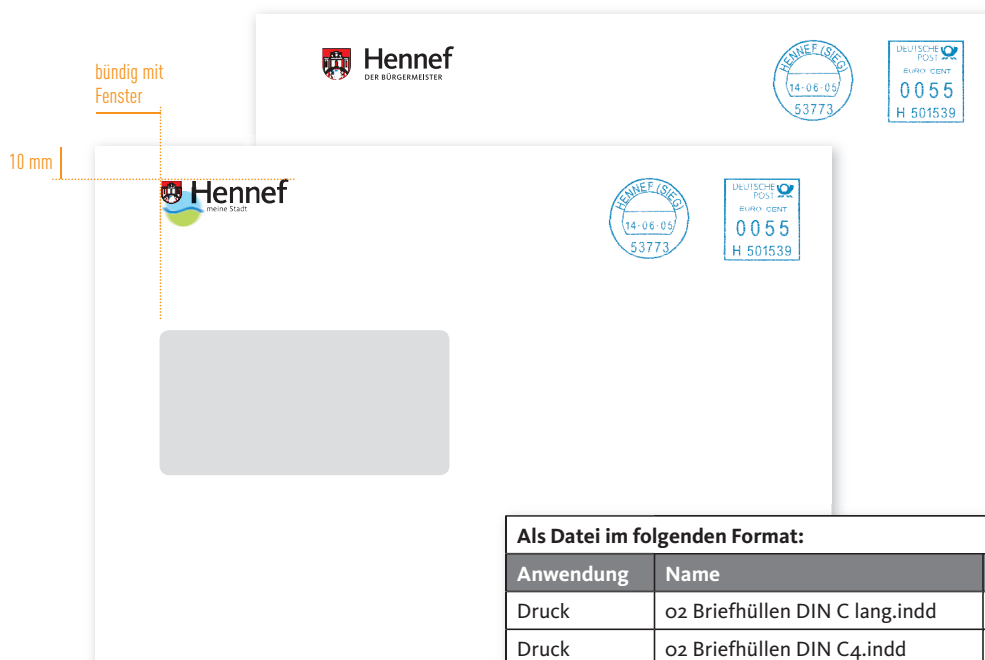 Hennef
DER BÜRGERMEISTER
HENNEF (SIEG)
14-06-05
53773
DEUTSCHE
POST
EURO CENT
0055
H 501539
bündig mit
Fenster
10 mm
Hennef
meine Stadt
HENNEF (SIEG)
14-06-05
53773
DEUTSCHE
POST
EURO CENT
0055
H 501539
Als Datei im folgenden Format:
Anwendung Name
Druck 02 Briefhüllen DIN C lang.indd
Druck 02 Briefhüllen DIN C4.indd